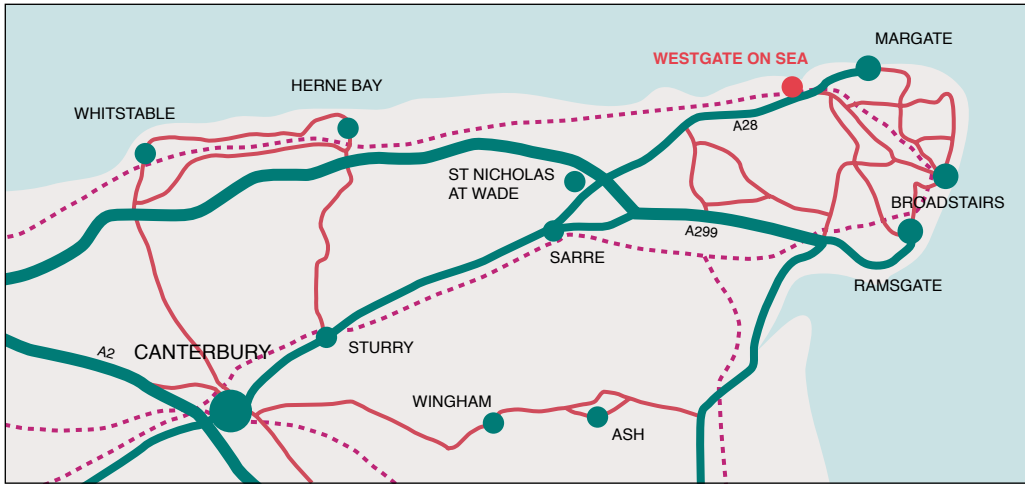 MARGATE
WESTGATE ON SEA
HERNE BAY
WHITSTABLE
A28
ST NICHOLAS
AT WADE
BROADSTAIRS
A299
SARRE
RAMSGATE
A2
CANTERBURY
STURRY
WINGHAM
ASH